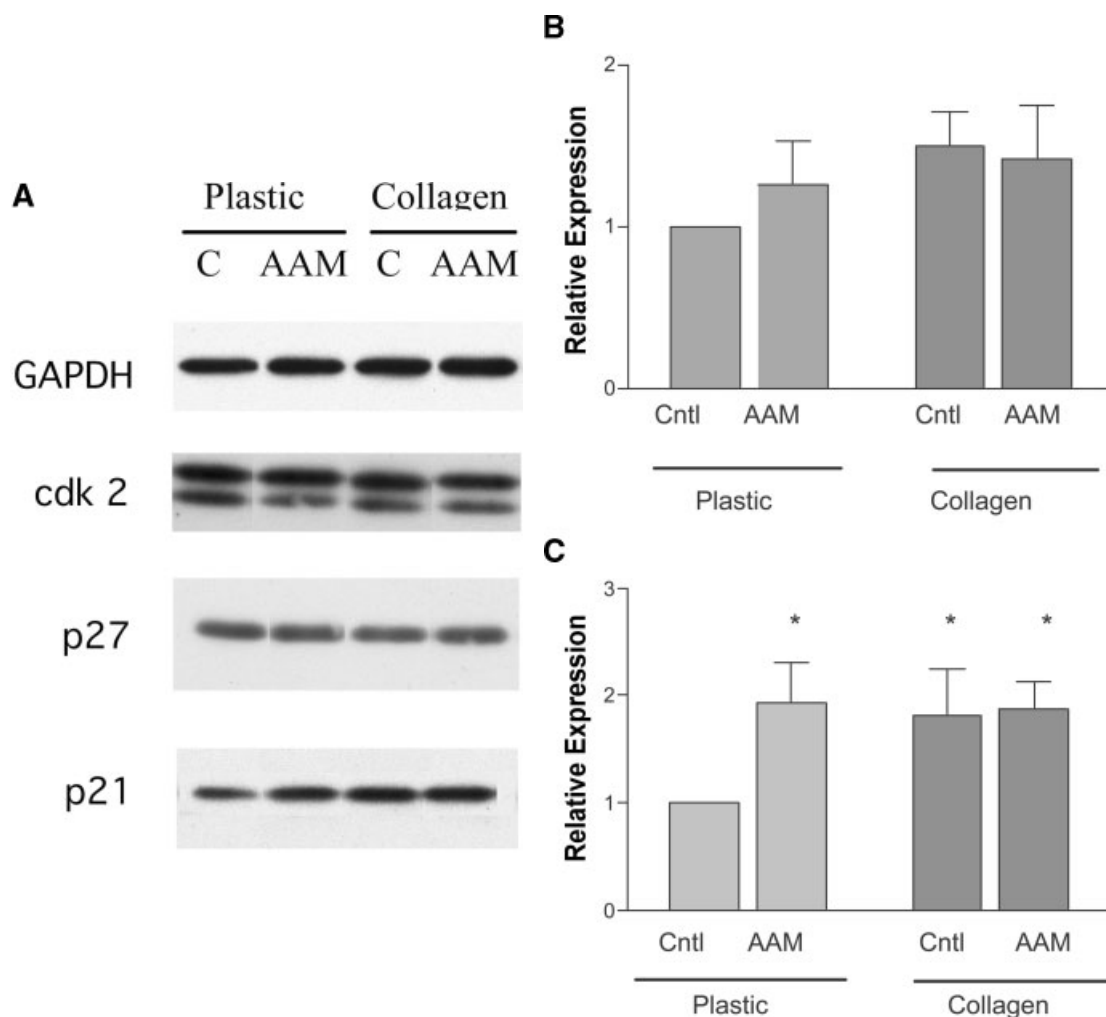 A
Plastic Collagen
C AAM C AAM
GAPDH
cdk 2
p27
p21
B
Relative Expression
2
1
0
Cntl AAM Cntl AAM
Plastic Collagen
C
Relative Expression
3
2
1
0
* * *
Cntl AAM Cntl AAM
Plastic Collagen